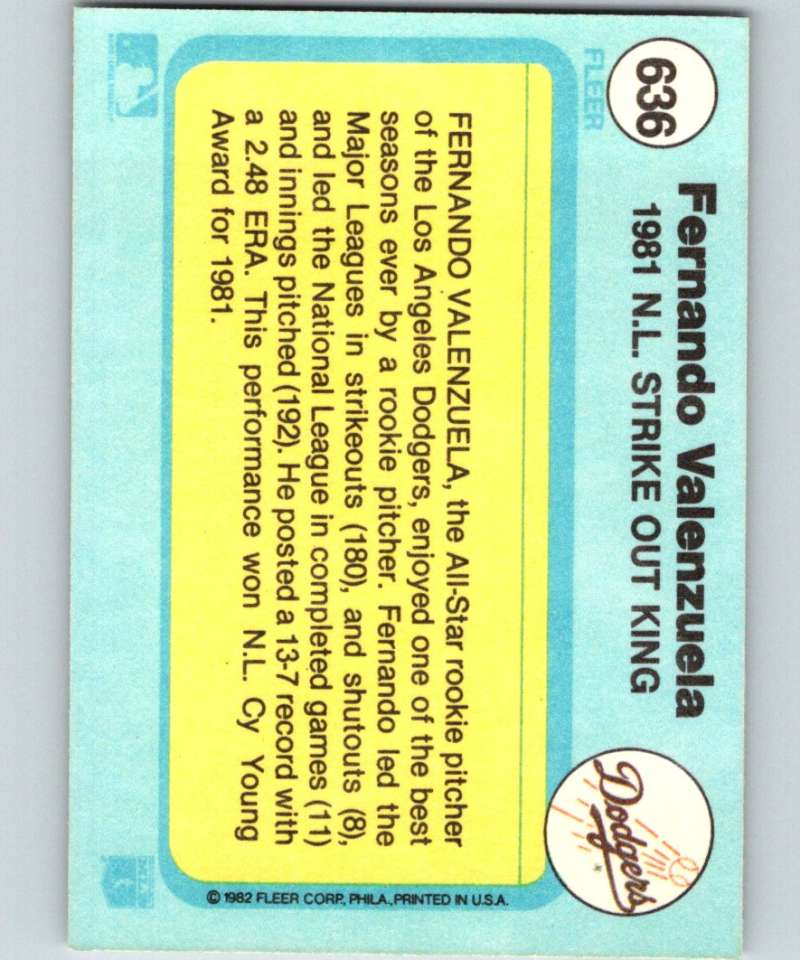 636
Fernando Valenzuela
1981 N.L. STRIKE OUT KING
Dodgers
FLEER
FERNANDO VALENZUELA, the All-Star rookie pitcher
of the Los Angeles Dodgers, enjoyed one of the best
seasons ever by a rookie pitcher. Fernando led the
Major Leagues in strikeouts (180), and shutouts (8),
and led the National League in completed games (11)
and innings pitched (192). He posted a 13-7 record with
a 2.48 ERA. This performance won N.L. Cy Young
Award for 1981.
© 1982 FLEER CORP., PHILA., PRINTED IN U.S.A.